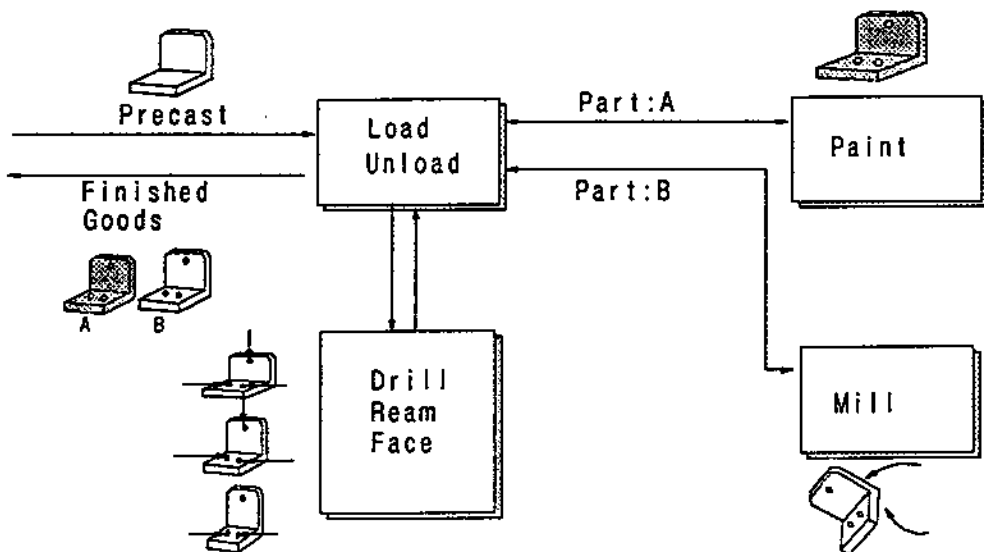 Precast
Finished
Goods
A B
Load
Unload
Part:A
Part:B
Paint
Drill
Ream
Face
Mill